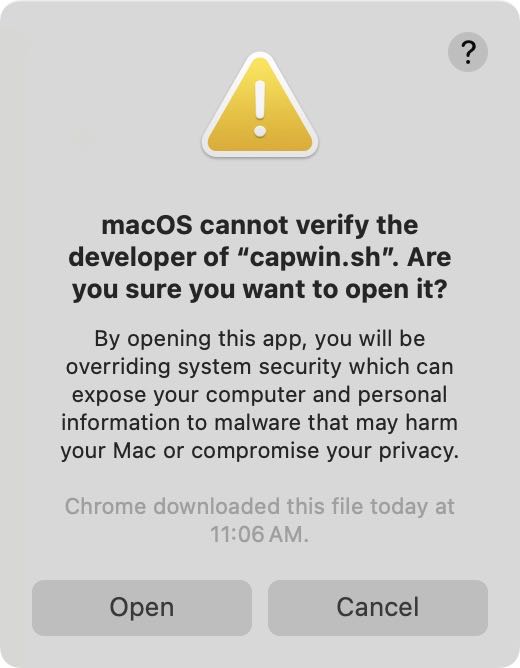 ?
macOS cannot verify the
developer of “capwin.sh”. Are
you sure you want to open it?
By opening this app, you will be
overriding system security which can
expose your computer and personal
information to malware that may harm
your Mac or compromise your privacy.
Chrome downloaded this file today at
11:06 AM.
Open
Cancel